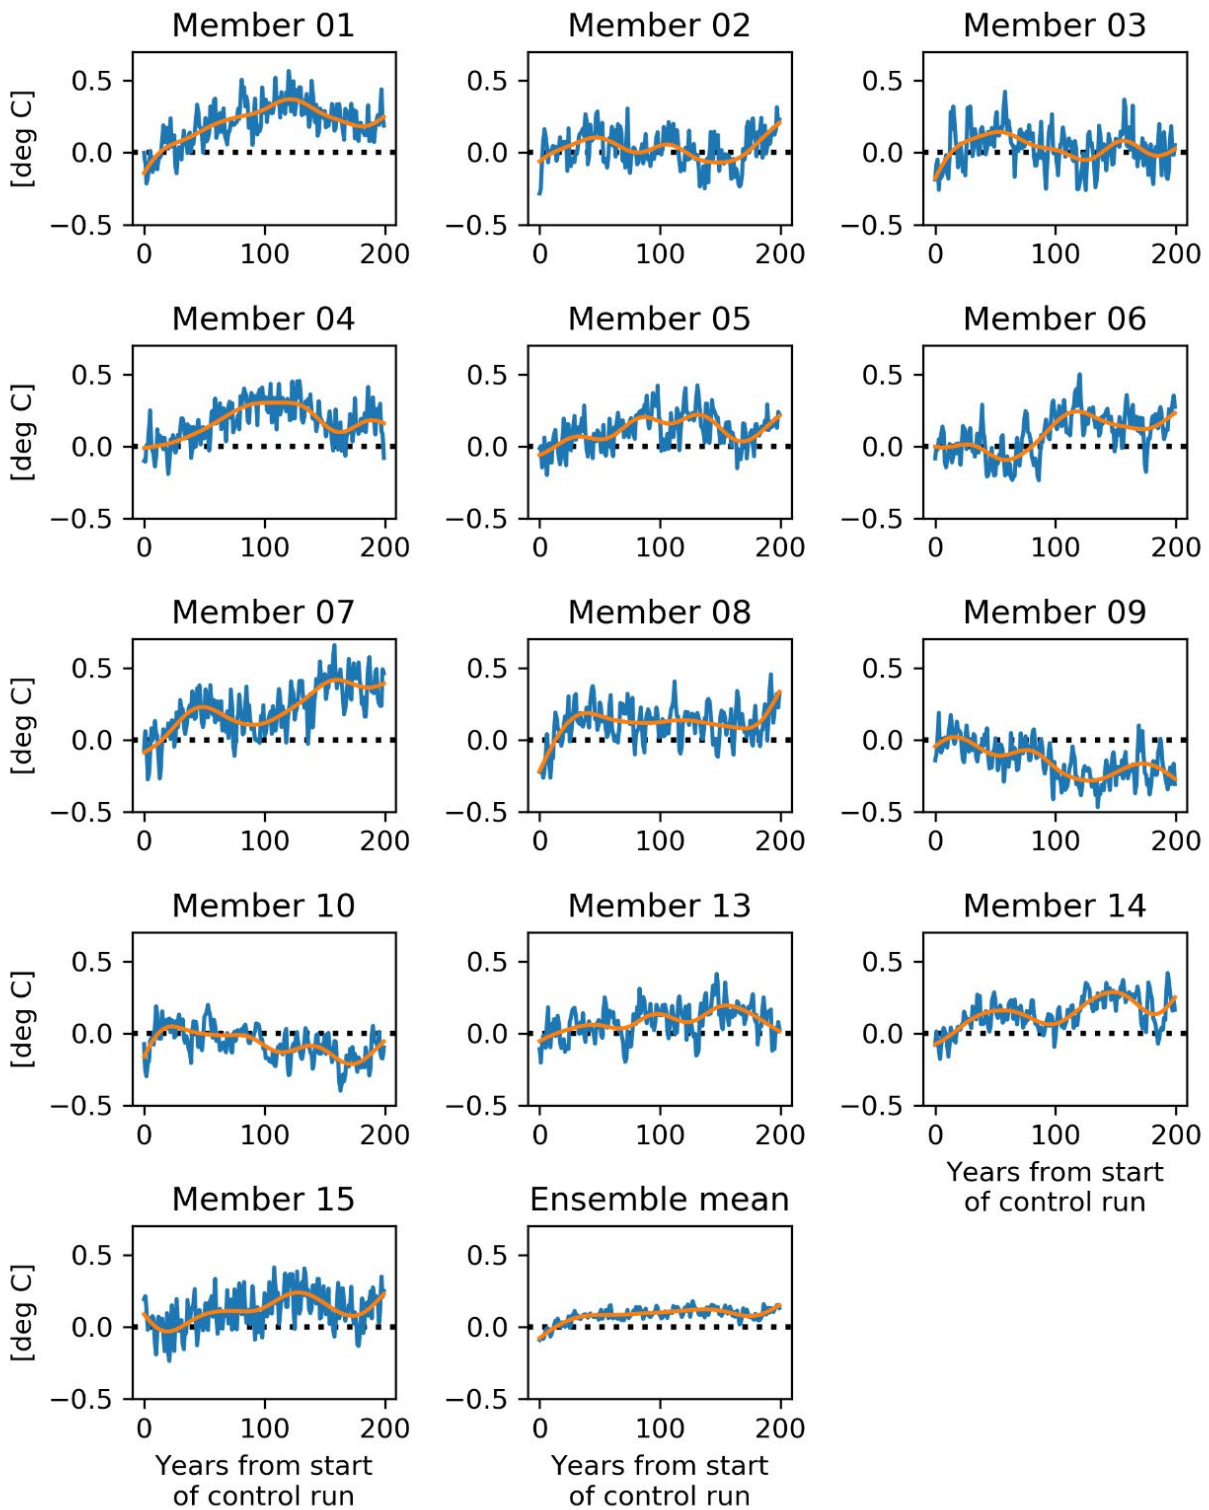 Member 01
Member 02
Member 03
[deg C]
0.5
0.0
−0.5
0 100 200
0.5
0.0
−0.5
0 100 200
0.5
0.0
−0.5
0 100 200
Member 04
Member 05
Member 06
[deg C]
0.5
0.0
−0.5
0 100 200
0.5
0.0
−0.5
0 100 200
0.5
0.0
−0.5
0 100 200
Member 07
Member 08
Member 09
[deg C]
0.5
0.0
−0.5
0 100 200
0.5
0.0
−0.5
0 100 200
0.5
0.0
−0.5
0 100 200
Member 10
Member 13
Member 14
[deg C]
0.5
0.0
−0.5
0 100 200
0.5
0.0
−0.5
0 100 200
0.5
0.0
−0.5
0 100 200
Years from start
of control run
Member 15
Ensemble mean
[deg C]
0.5
0.0
−0.5
0 100 200
Years from start
of control run
0.5
0.0
−0.5
0 100 200
Years from start
of control run